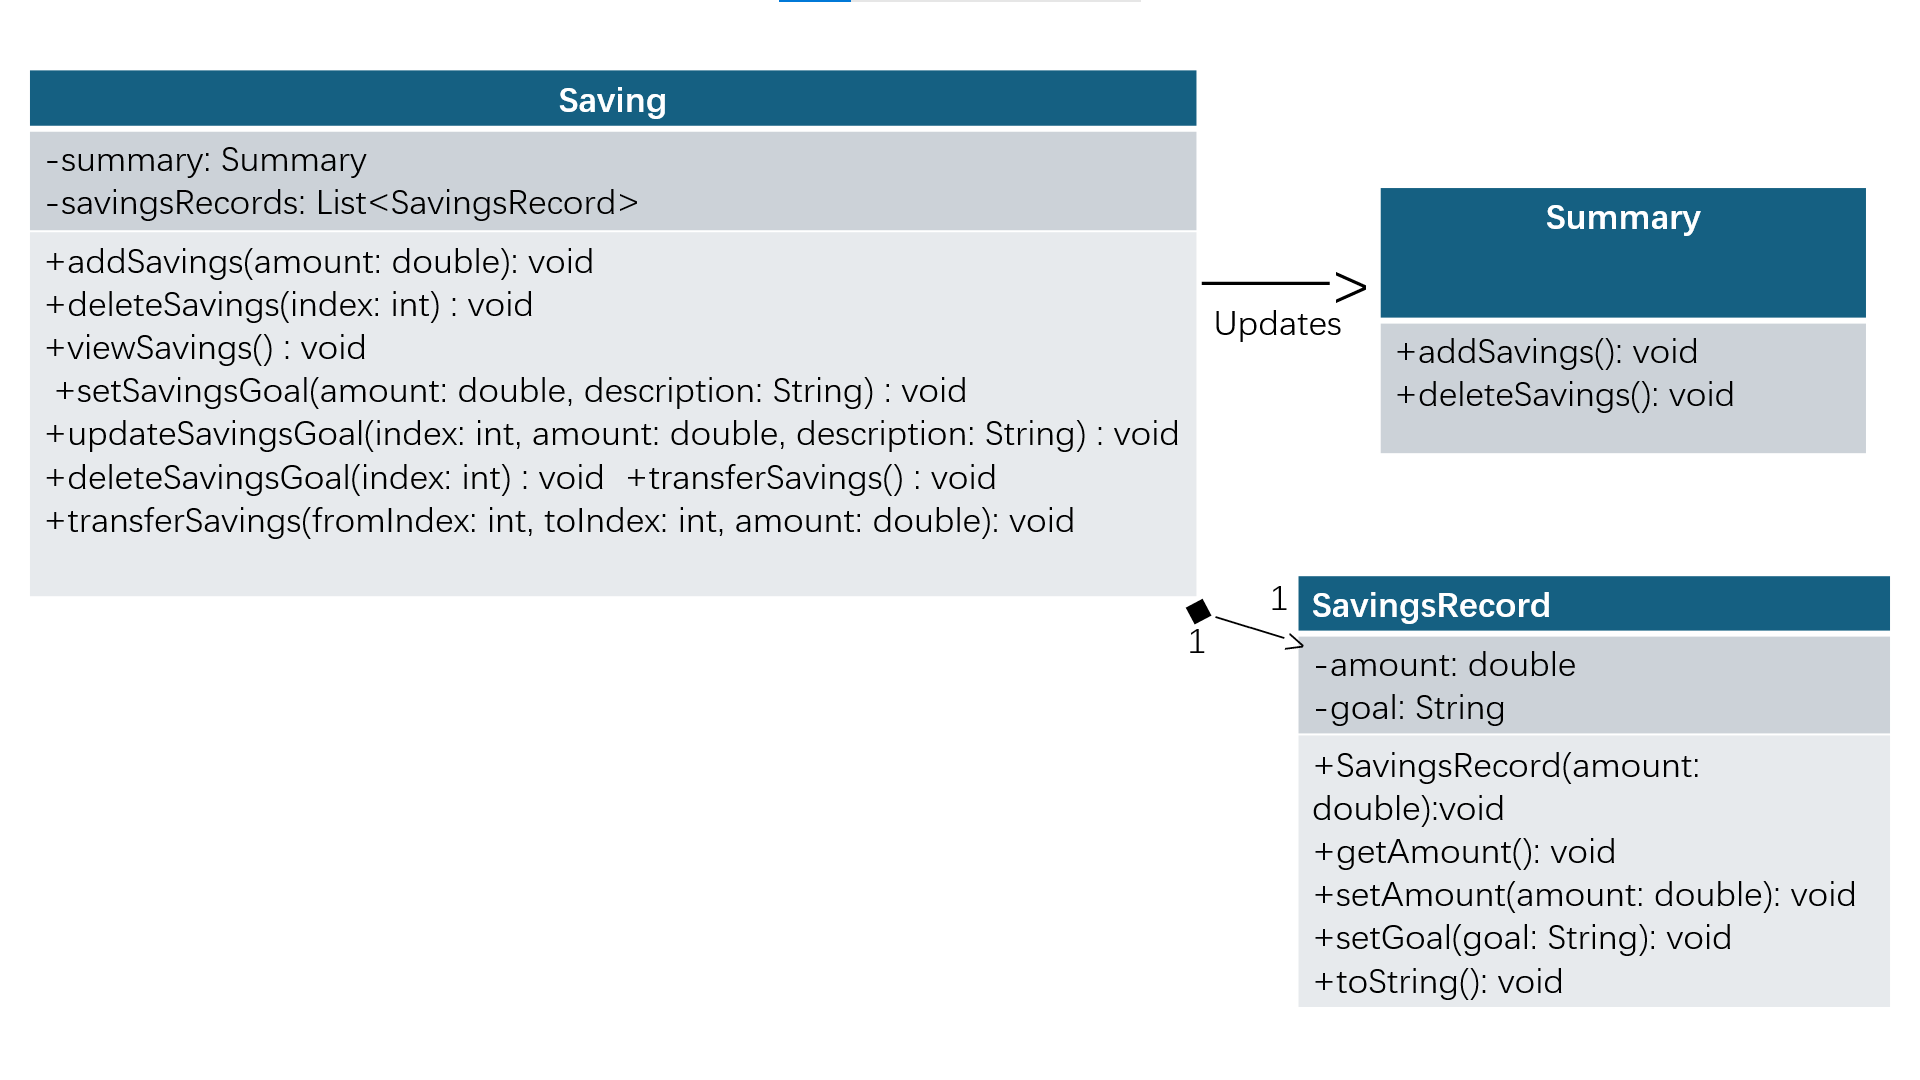 Saving
-summary: Summary
-savingsRecords: List<SavingsRecord>
+addSavings(amount: double): void
+deleteSavings(index: int) : void
+viewSavings() : void
+setSavingsGoal(amount: double, description: String) : void
+updateSavingsGoal(index: int, amount: double, description: String) : void
+deleteSavingsGoal(index: int) : void  +transferSavings() : void
+transferSavings(fromIndex: int, toIndex: int, amount: double): void
Updates
Summary
+addSavings(): void
+deleteSavings(): void
1
1
SavingsRecord
-amount: double
-goal: String
+SavingsRecord(amount:
double):void
+getAmount(): void
+setAmount(amount: double): void
+setGoal(goal: String): void
+toString(): void